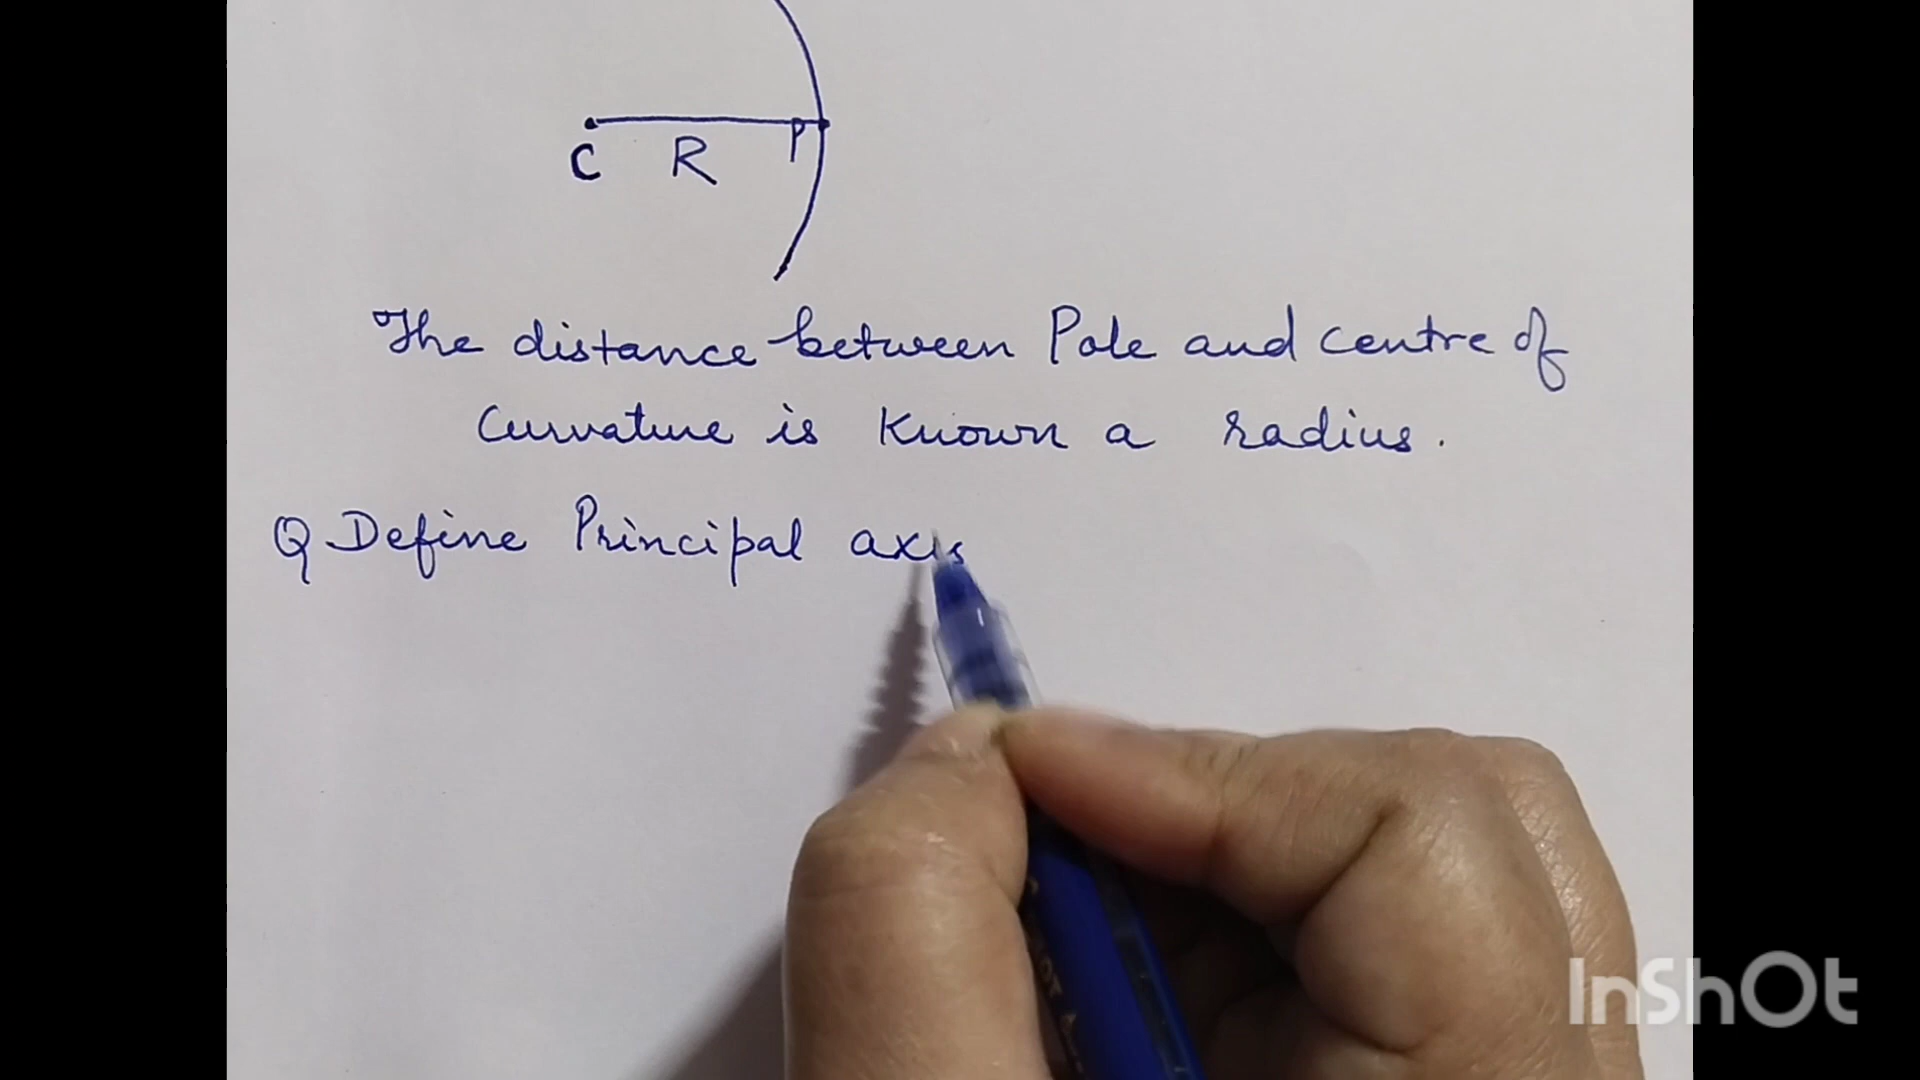 C R P
The distance between Pole and centre of
Curvature is known a radius.
Q Define Principal axis
InShOt